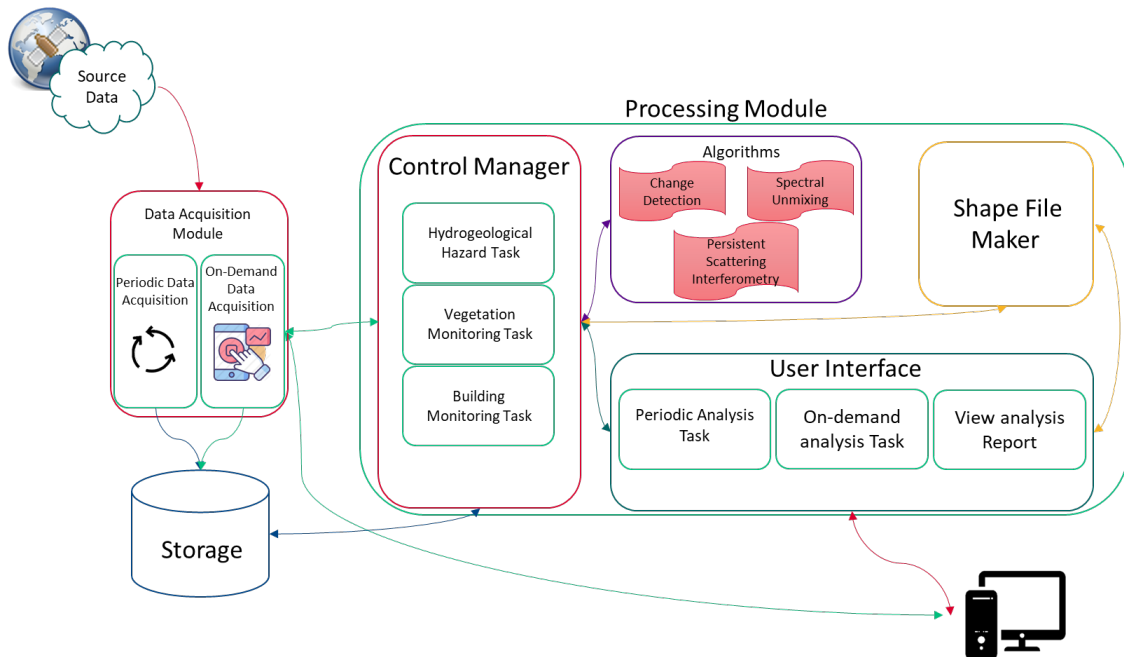 Source
Data
Processing Module
Control Manager
Algorithms
Change
Detection
Spectral
Unmixing
Persistent
Scattering
Interferometry
Shape File
Maker
Data Acquisition
Module
Periodic Data
Acquisition
On-Demand
Data
Acquisition
Hydrogeological
Hazard Task
Vegetation
Monitoring Task
Building
Monitoring Task
User Interface
Periodic Analysis
Task
On-demand
analysis Task
View analysis
Report
Storage